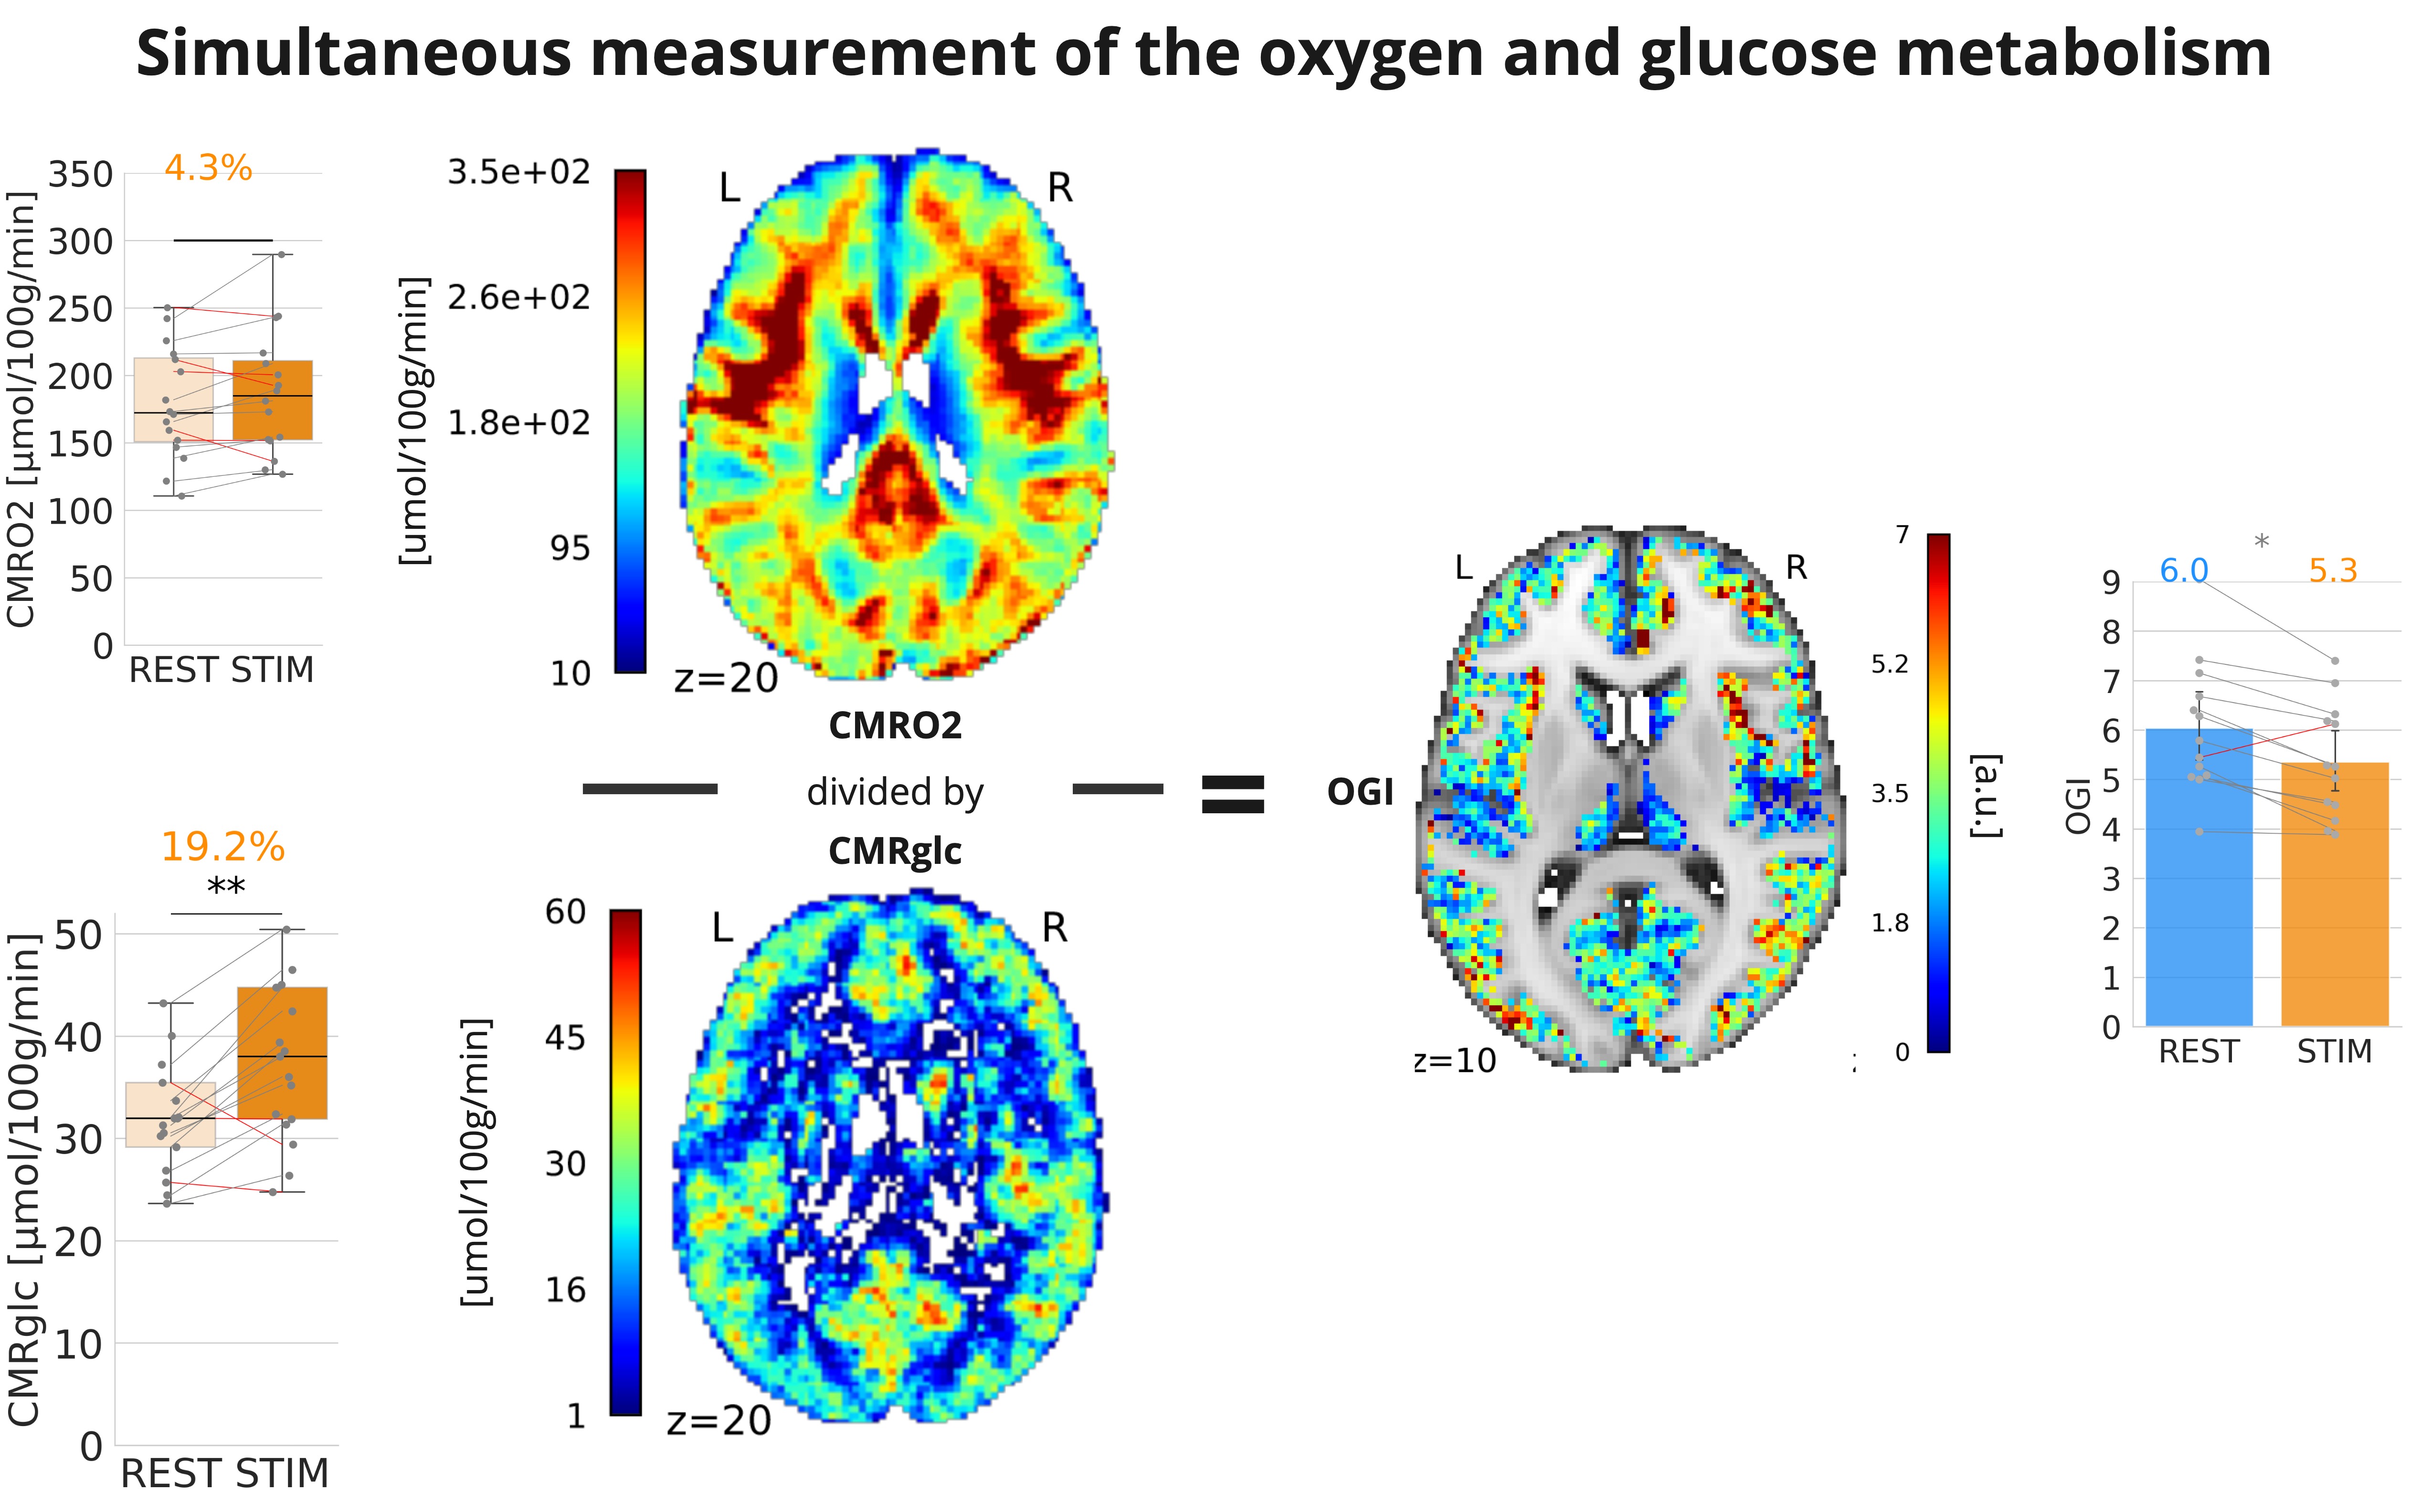 Simultaneous measurement of the oxygen and glucose metabolism
4.3%
CMRO2 [µmol/100g/min]
350
300
250
200
150
100
50
0
REST STIM
[umol/100g/min]
3.5e+02
2.6e+02
1.8e+02
95
10
L
R
z=20
CMRO2
divided by
CMRglc
=
OGI
19.2%
**
CMRglc [µmol/100g/min]
50
40
30
20
10
0
REST STIM
[umol/100g/min]
60
45
30
16
1
L
R
z=20
L
R
z=10
7
5.2
3.5
1.8
0
[a.u.]
*
6.0
5.3
OGI
9
8
7
6
5
4
3
2
1
0
REST
STIM